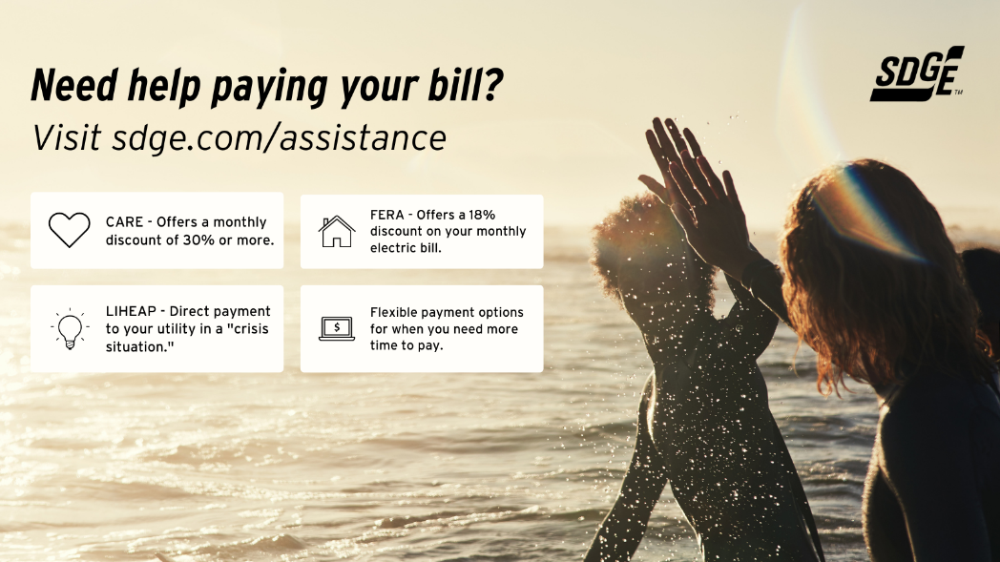 Need help paying your bill?
Visit sdge.com/assistance
SDGE
TM
CARE - Offers a monthly
discount of 30% or more.
FERA - Offers a 18%
discount on your monthly
electric bill.
LIHEAP - Direct payment
to your utility in a "crisis
situation."
$
Flexible payment options
for when you need more
time to pay.